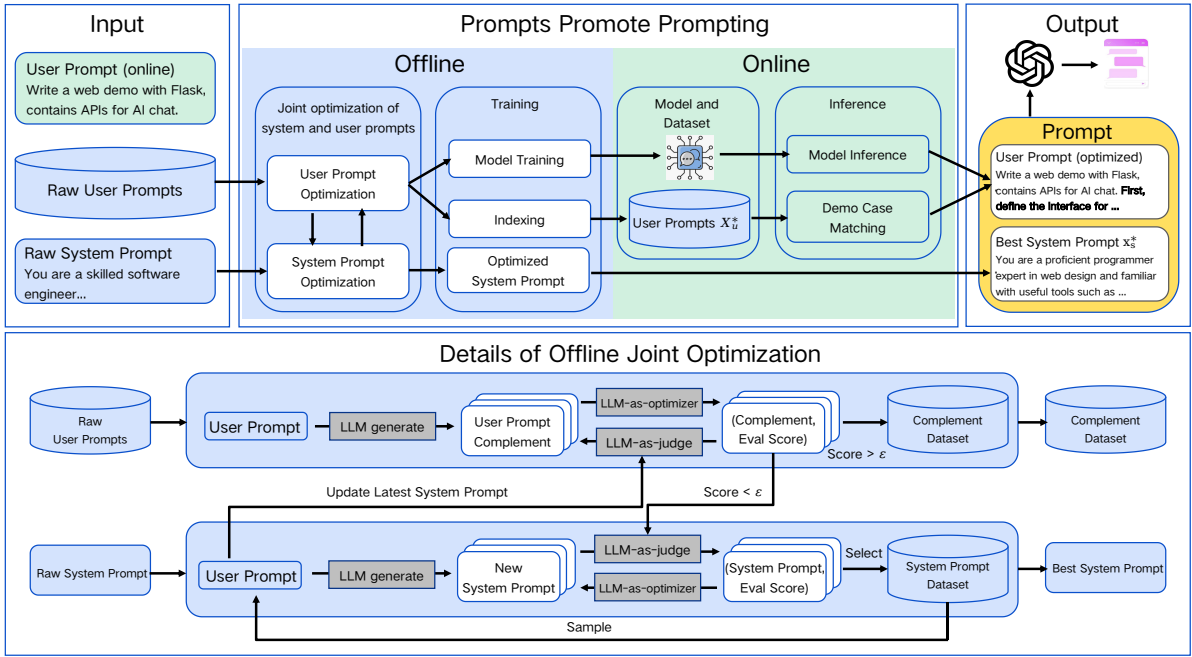 Input
User Prompt (online)
Write a web demo with Flask,
contains APIs for AI chat.
Raw User Prompts
Raw System Prompt
You are a skilled software
engineer...
Prompts Promote Prompting
Offline
Joint optimization of
system and user prompts
User Prompt
Optimization
System Prompt
Optimization
Training
Model Training
Indexing
Optimized
System Prompt
Online
Model and
Dataset
User Prompts X_u^*
Inference
Model Inference
Demo Case
Matching
Output
Prompt
User Prompt (optimized)
Write a web demo with Flask,
contains APIs for AI chat. First,
define the interface for ...
Best System Prompt x_s^*
You are a proficient programmer
expert in web design and familiar
with useful tools such as ...
Details of Offline Joint Optimization
Raw
User Prompts
User Prompt
LLM generate
User Prompt
Complement
LLM-as-optimizer
LLM-as-judge
(Complement,
Eval Score)
Score > ε
Complement
Dataset
Complement
Dataset
Update Latest System Prompt
Score < ε
Raw System Prompt
User Prompt
LLM generate
New
System Prompt
LLM-as-judge
LLM-as-optimizer
(System Prompt,
Eval Score)
Select
System Prompt
Dataset
Best System Prompt
Sample